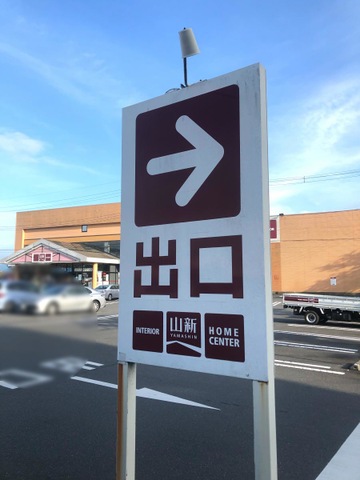 出口
INTERIOR
山新
YAMASHIN
HOME
CENTER